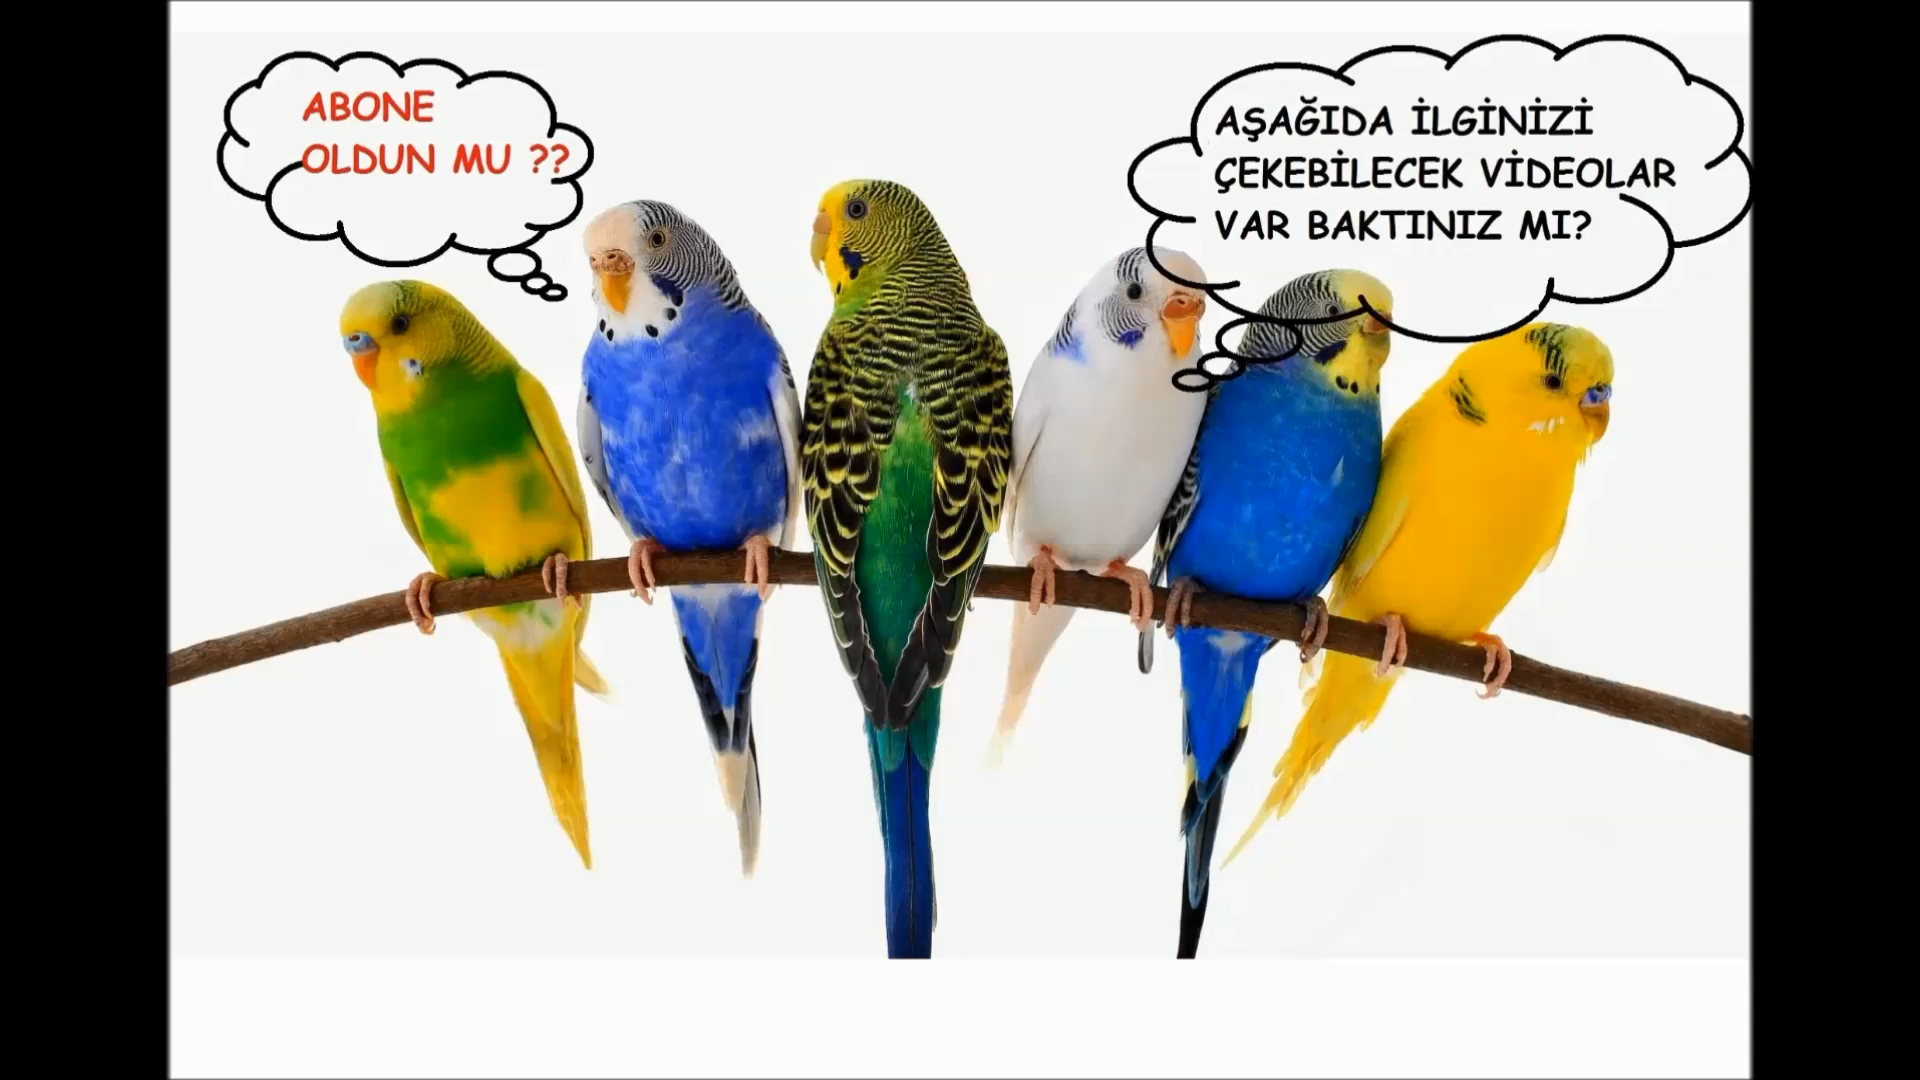 ABONE
OLDUN MU ??
AŞAĞIDA İLGİNİZİ
ÇEKEBİLECEK VİDEOLAR
VAR BAKTINIZ MI?